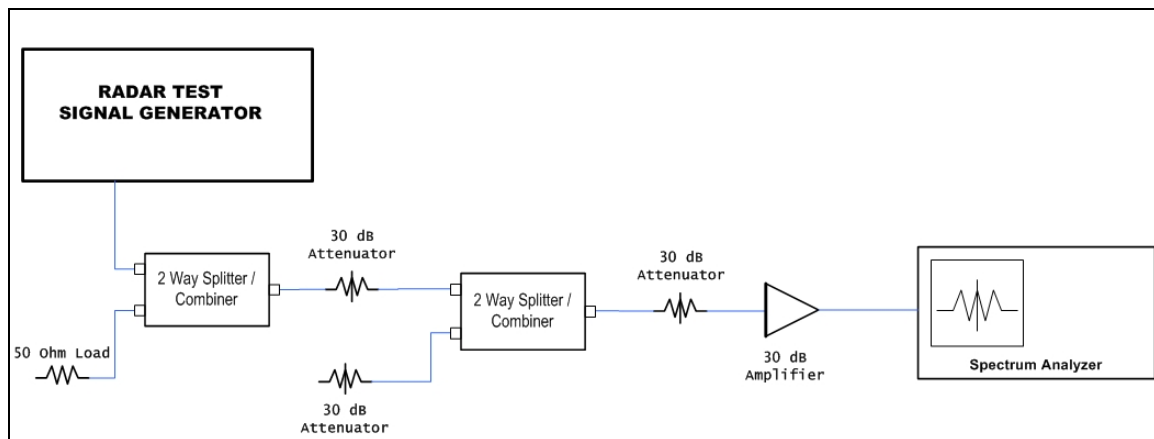 RADAR TEST
SIGNAL GENERATOR
30 dB
Attenuator
2 Way Splitter /
Combiner
30 dB
Attenuator
2 Way Splitter /
Combiner
50 Ohm Load
30 dB
Attenuator
30 dB
Amplifier
Spectrum Analyzer